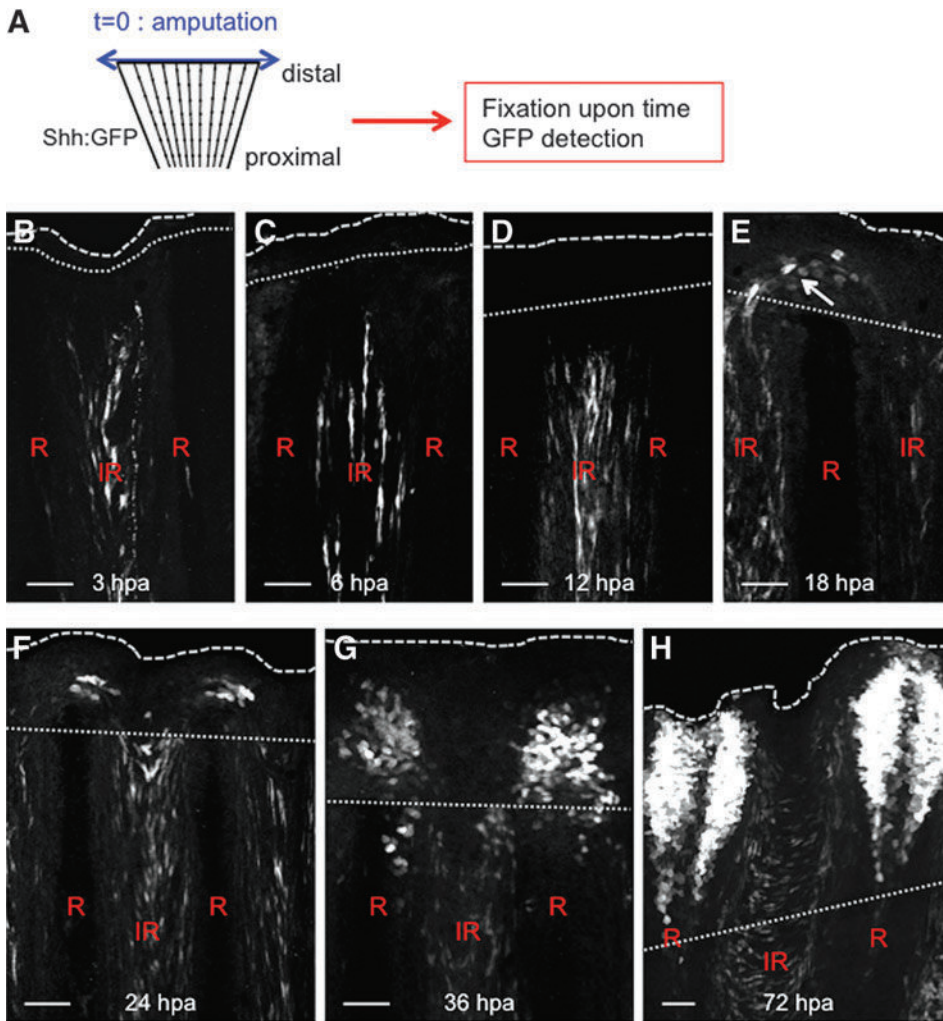 A
t=0 : amputation
distal
Shh:GFP
proximal
Fixation upon time
GFP detection
B
R
IR
R
3 hpa
C
R
IR
R
6 hpa
D
R
IR
R
12 hpa
E
IR
R
IR
18 hpa
F
R
IR
R
24 hpa
G
R
IR
R
36 hpa
H
R
IR
R
72 hpa